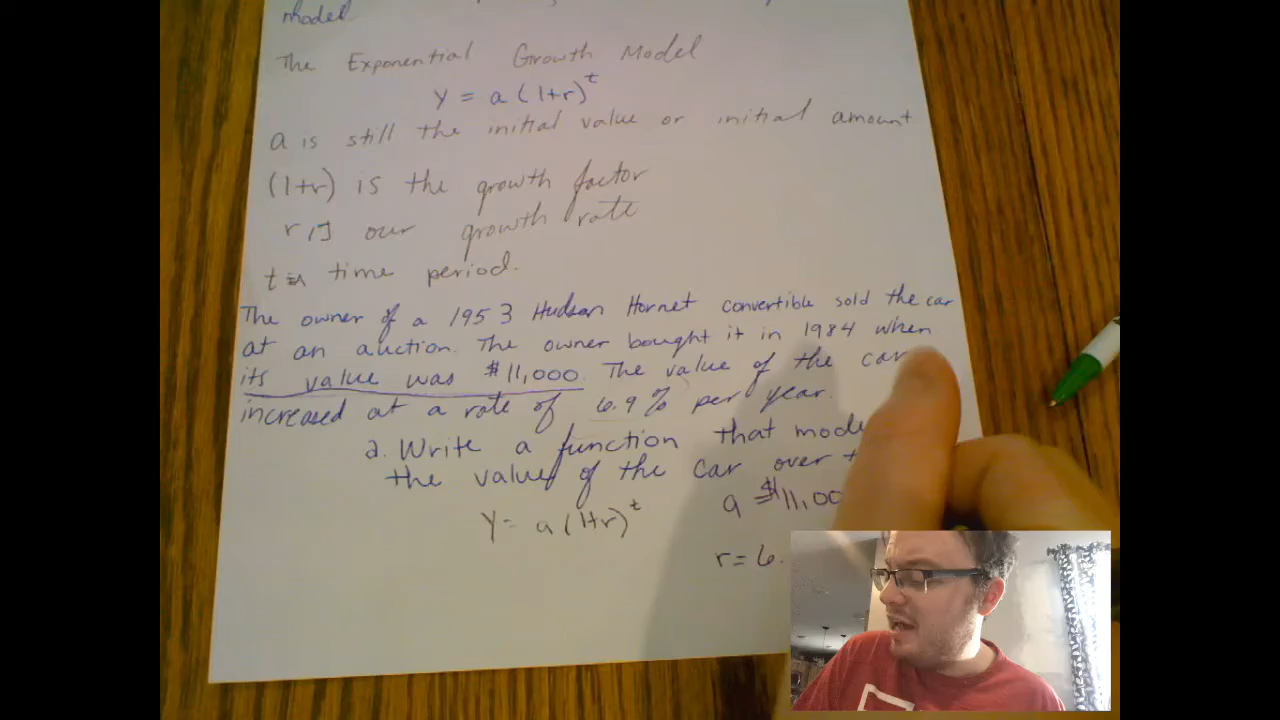 model
The Exponential Growth Model
y = a(1+r)^t
a is still the initial value or initial amount
(1+r) is the growth factor
r is our growth rate
t is time period.
The owner of a 1953 Hudson Hornet convertible sold the car
at an auction. The owner bought it in 1984 when
its value was $11,000. The value of the car
increased at a rate of 6.9% per year.
a. Write a function that mode
the value of the car over t
a = $11,00
y = a(1+r)^t
r = 6.